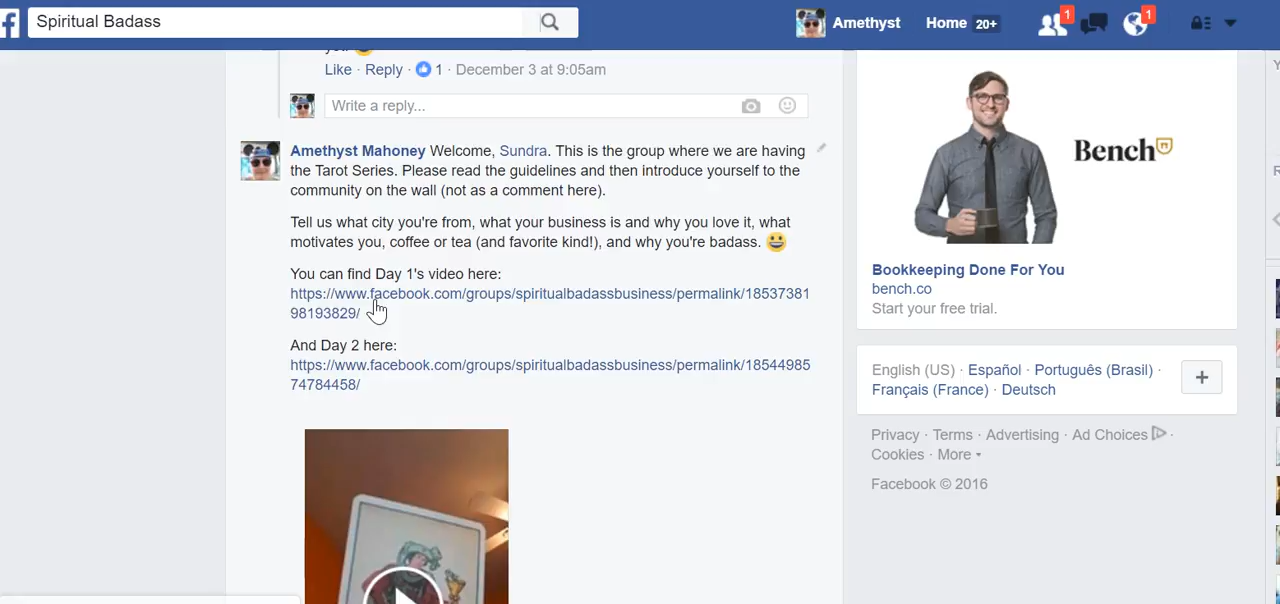 Spiritual Badass
Amethyst
Home 20+
1
1
Like · Reply · 1 · December 3 at 9:05am
Write a reply...
Amethyst Mahoney Welcome, Sundra. This is the group where we are having
the Tarot Series. Please read the guidelines and then introduce yourself to the
community on the wall (not as a comment here).
Tell us what city you're from, what your business is and why you love it, what
motivates you, coffee or tea (and favorite kind!), and why you're badass.
You can find Day 1's video here:
https://www.facebook.com/groups/spiritualbadassbusiness/permalink/18537381
98193829/
And Day 2 here:
https://www.facebook.com/groups/spiritualbadassbusiness/permalink/18544985
74784458/
Bench
Bookkeeping Done For You
bench.co
Start your free trial.
English (US) · Español · Português (Brasil) ·
Français (France) · Deutsch
Privacy · Terms · Advertising · Ad Choices ·
Cookies · More
Facebook © 2016